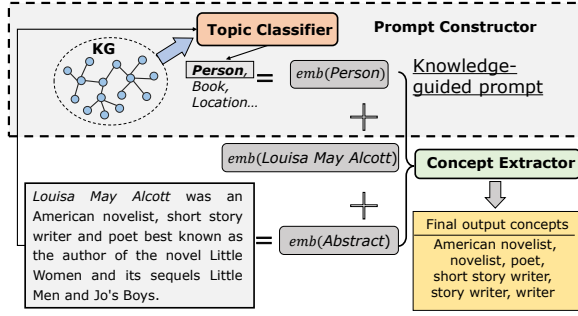 Topic Classifier
Prompt Constructor
KG
Person,
Book,
Location...
=
emb(Person)
Knowledge-
guided prompt
+
emb(Louisa May Alcott)
+
Concept Extractor
Louisa May Alcott was an
American novelist, short story
writer and poet best known as
the author of the novel Little
Women and its sequels Little
Men and Jo's Boys.
=
emb(Abstract)
Final output concepts
American novelist,
novelist, poet,
short story writer,
story writer, writer